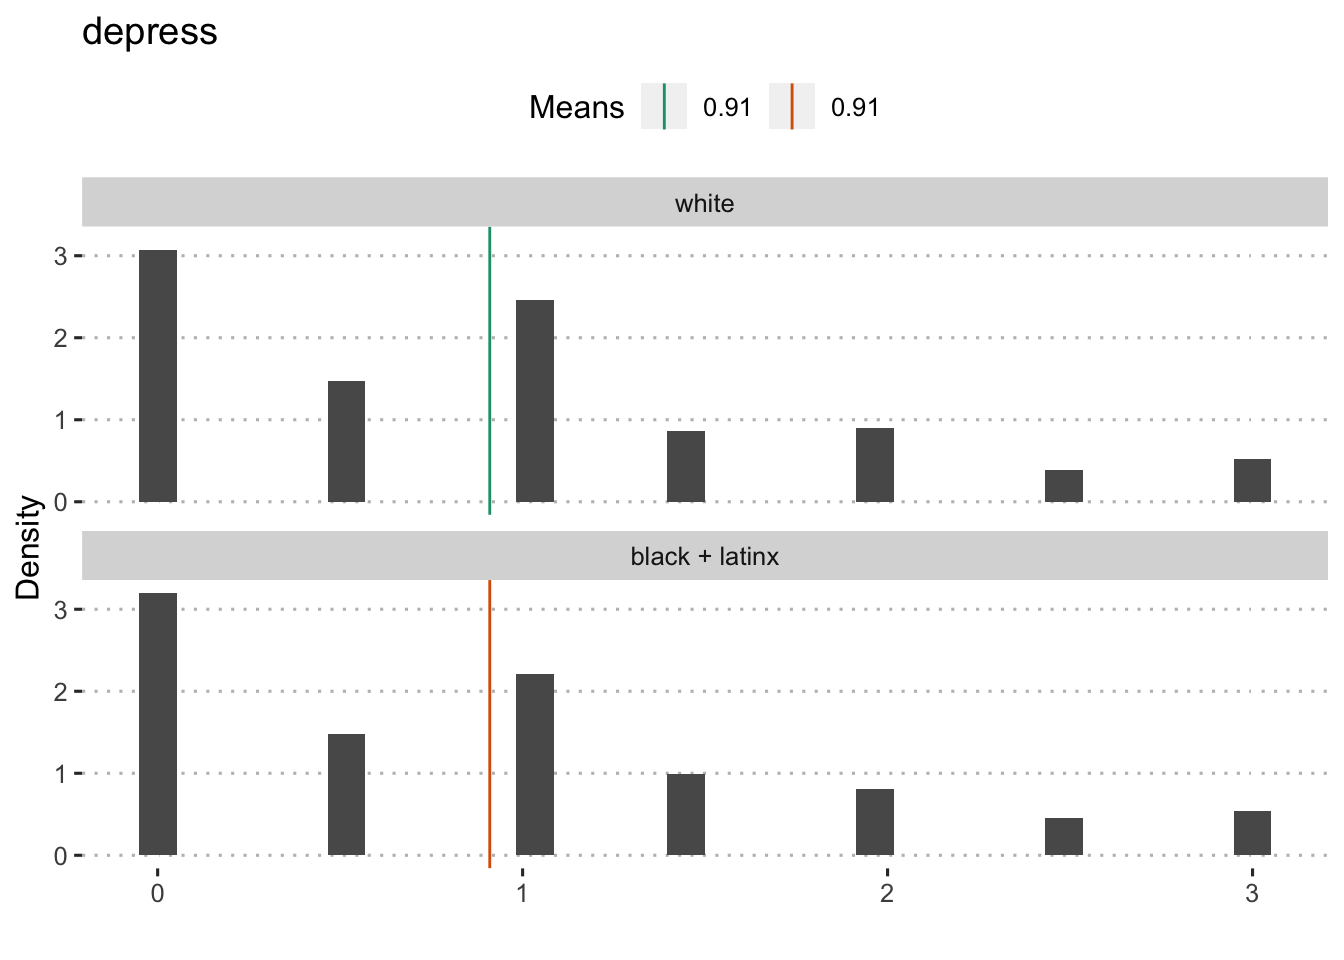 depress
Means 0.91 0.91
white
3
2
1
0
Density
black + latinx
3
2
1
0
0 1 2 3